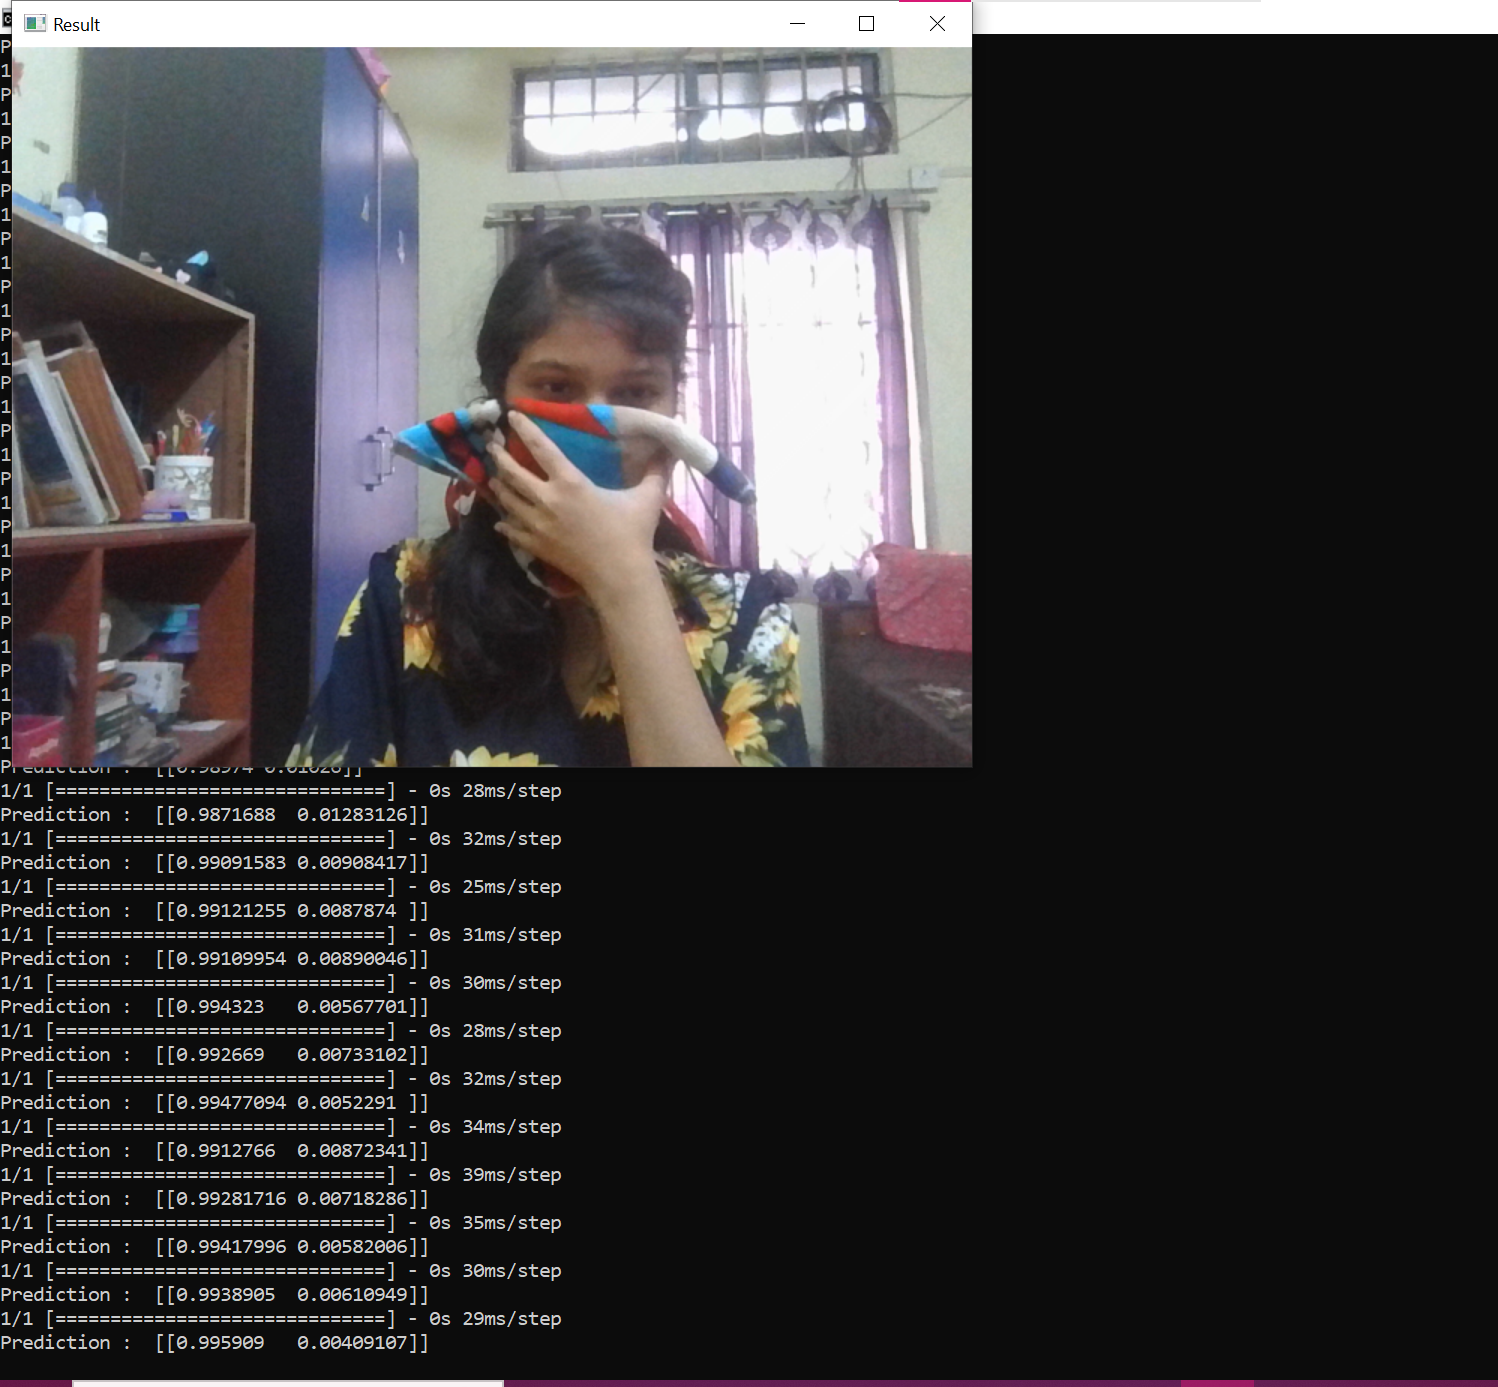 Result
P
1
P
1
P
1
P
1
P
1
P
1
P
1
P
1
P
1
P
1
P
1
P
1
P
1
P
1
P
1
Prediction :  [[0.98974 0.01026]]
1/1 [==============================] - 0s 28ms/step
Prediction :  [[0.9871688  0.01283126]]
1/1 [==============================] - 0s 32ms/step
Prediction :  [[0.99091583 0.00908417]]
1/1 [==============================] - 0s 25ms/step
Prediction :  [[0.99121255 0.0087874 ]]
1/1 [==============================] - 0s 31ms/step
Prediction :  [[0.99109954 0.00890046]]
1/1 [==============================] - 0s 30ms/step
Prediction :  [[0.994323   0.00567701]]
1/1 [==============================] - 0s 28ms/step
Prediction :  [[0.992669   0.00733102]]
1/1 [==============================] - 0s 32ms/step
Prediction :  [[0.99477094 0.0052291 ]]
1/1 [==============================] - 0s 34ms/step
Prediction :  [[0.9912766  0.00872341]]
1/1 [==============================] - 0s 39ms/step
Prediction :  [[0.99281716 0.00718286]]
1/1 [==============================] - 0s 35ms/step
Prediction :  [[0.99417996 0.00582006]]
1/1 [==============================] - 0s 30ms/step
Prediction :  [[0.9938905  0.00610949]]
1/1 [==============================] - 0s 29ms/step
Prediction :  [[0.995909   0.00409107]]